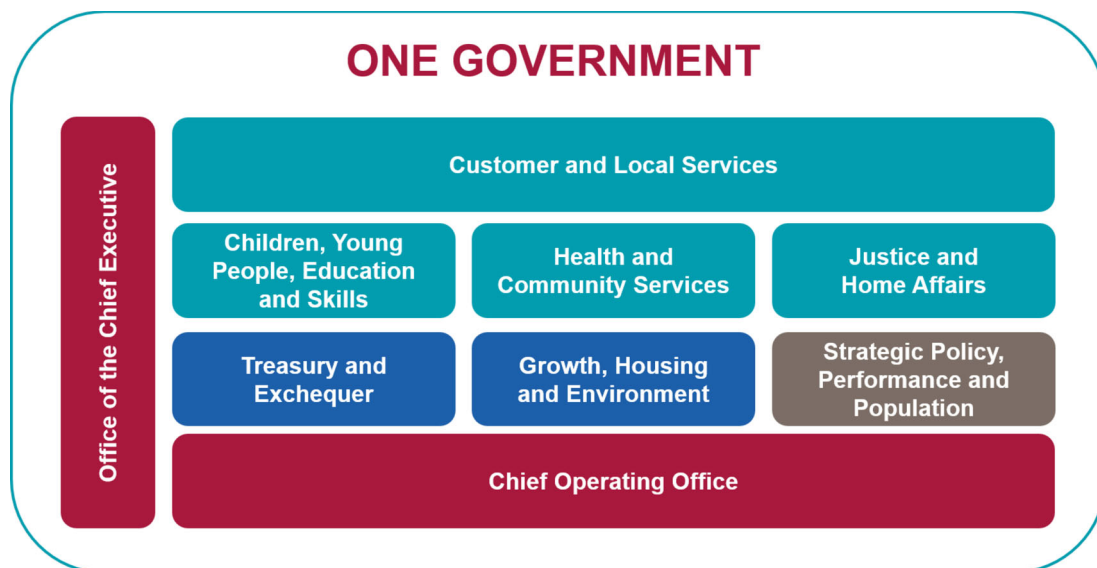 ONE GOVERNMENT
Office of the Chief Executive
Customer and Local Services
Children, Young
People, Education
and Skills
Health and
Community Services
Justice and
Home Affairs
Treasury and
Exchequer
Growth, Housing
and Environment
Strategic Policy,
Performance and
Population
Chief Operating Office